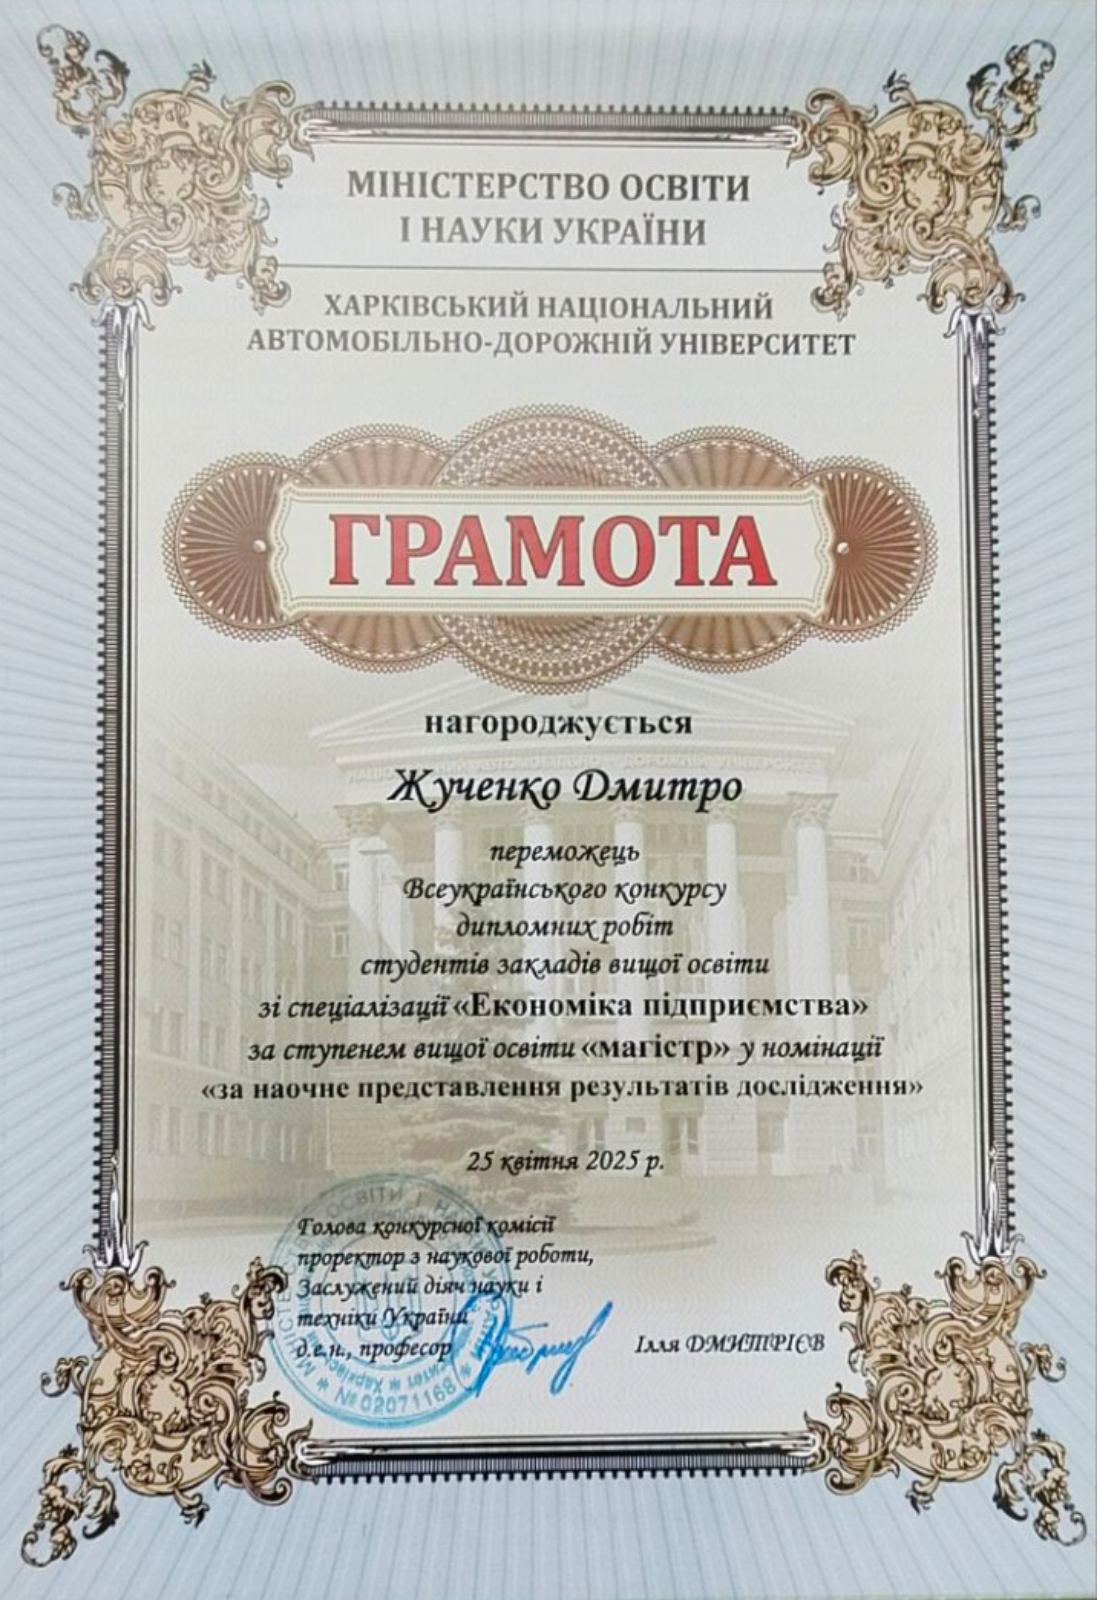 МІНІСТЕРСТВО ОСВІТИ
І НАУКИ УКРАЇНИ
ХАРКІВСЬКИЙ НАЦІОНАЛЬНИЙ
АВТОМОБІЛЬНО-ДОРОЖНІЙ УНІВЕРСИТЕТ
ГРАМОТА
нагороджується
Жученко Дмитро
переможець
Всеукраїнського конкурсу
дипломних робіт
студентів закладів вищої освіти
зі спеціалізації «Економіка підприємства»
за ступенем вищої освіти «магістр» у номінації
«за наочне представлення результатів дослідження»
25 квітня 2025 р.
Голова конкурсної комісії
проректор з наукової роботи,
Заслужений діяч науки і
техніки України
д.е.н., професор
Ілля ДМИТРІЄВ
№ 02071168